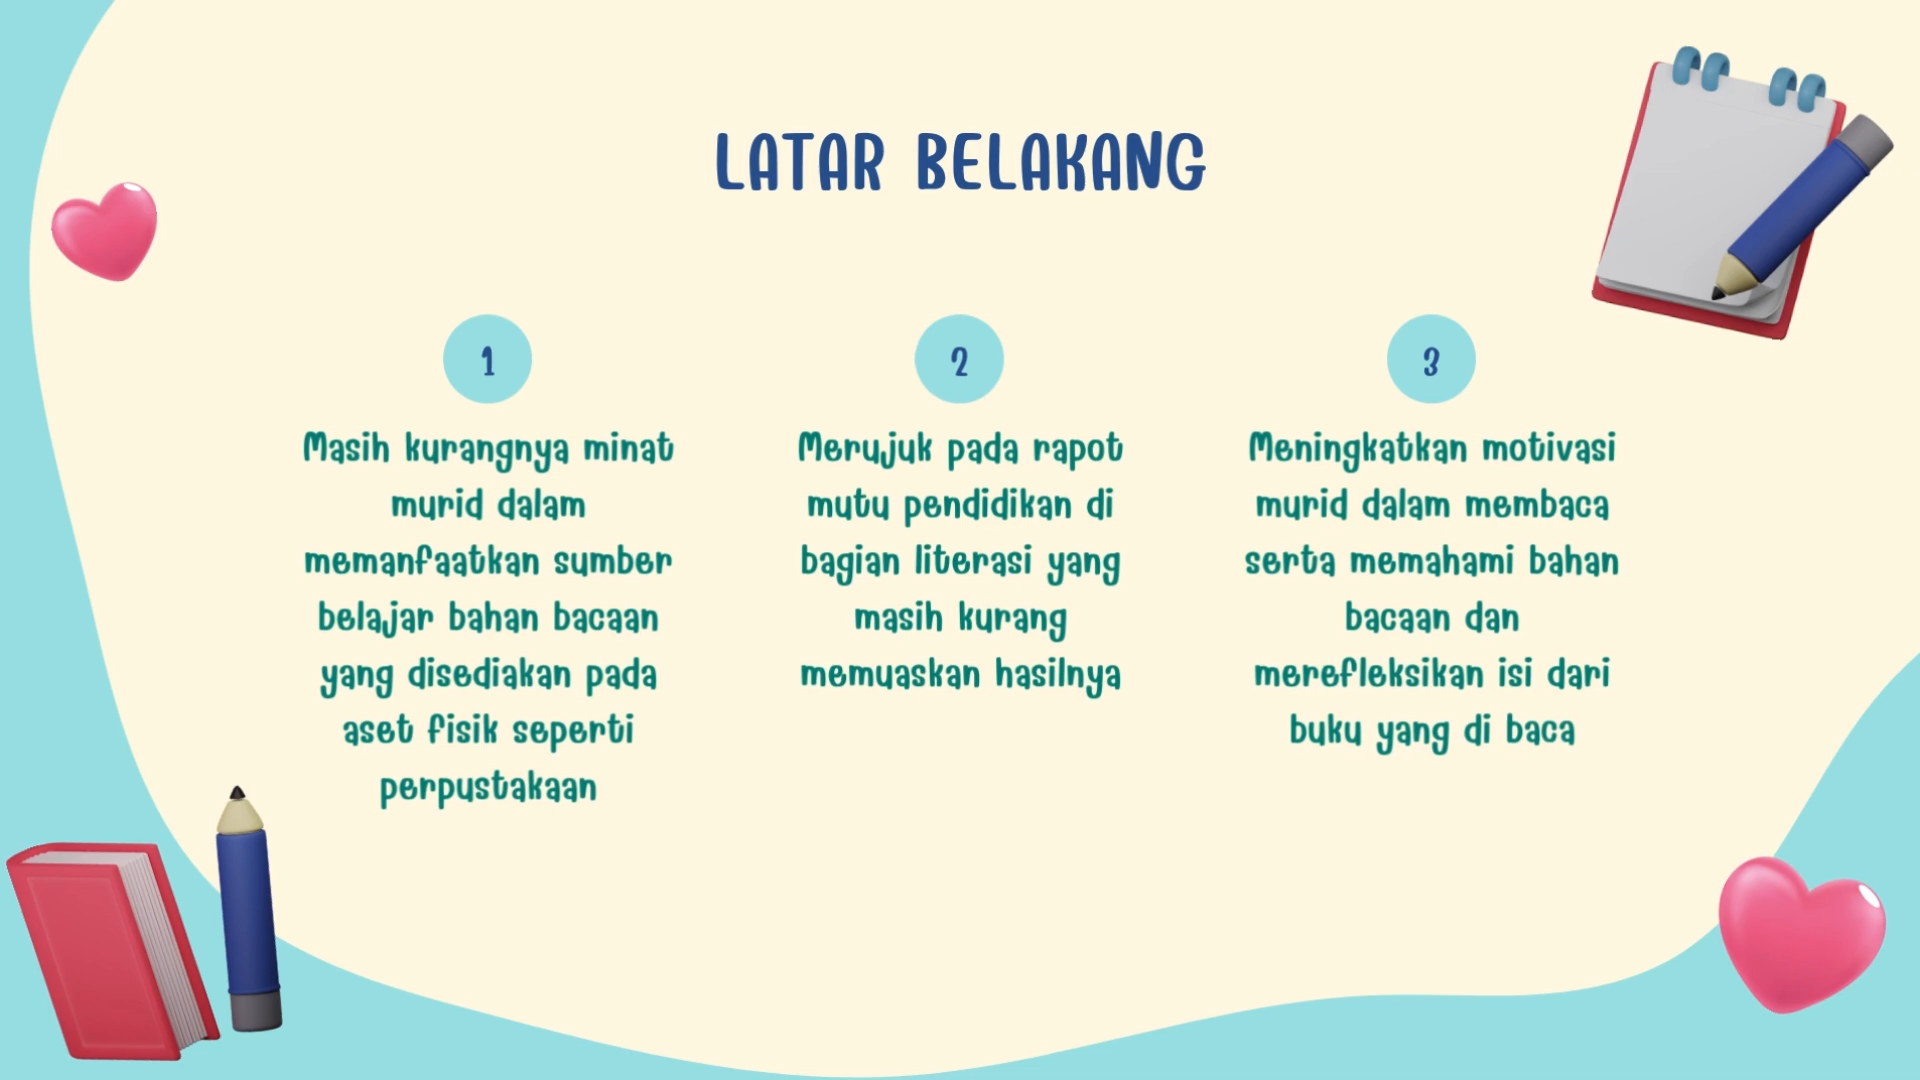 LATAR BELAKANG
1
Masih kurangnya minat
murid dalam
memanfaatkan sumber
belajar bahan bacaan
yang disediakan pada
aset fisik seperti
perpustakaan
2
Merujuk pada rapot
mutu pendidikan di
bagian literasi yang
masih kurang
memuaskan hasilnya
3
Meningkatkan motivasi
murid dalam membaca
serta memahami bahan
bacaan dan
merefleksikan isi dari
buku yang di baca